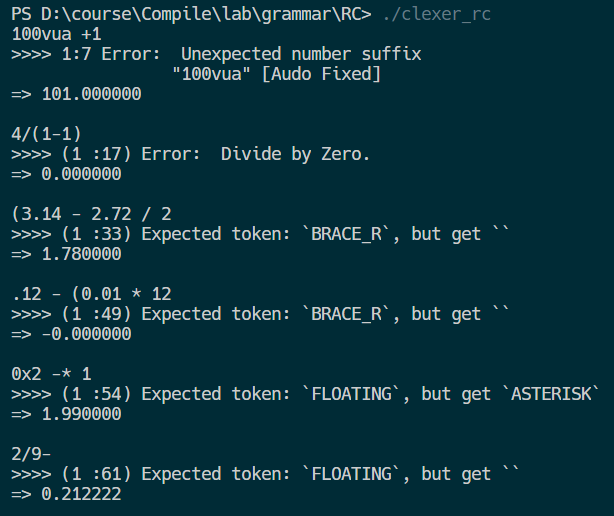 PS D:\course\Compile\lab\grammar\RC> ./clexer_rc
100vua +1
>>>> 1:7 Error:  Unexpected number suffix
"100vua" [Audo Fixed]
=> 101.000000
4/(1-1)
>>>> (1 :17) Error:  Divide by Zero.
=> 0.000000
(3.14 - 2.72 / 2
>>>> (1 :33) Expected token: `BRACE_R`, but get ``
=> 1.780000
.12 - (0.01 * 12
>>>> (1 :49) Expected token: `BRACE_R`, but get ``
=> -0.000000
0x2 -* 1
>>>> (1 :54) Expected token: `FLOATING`, but get `ASTERISK`
=> 1.990000
2/9-
>>>> (1 :61) Expected token: `FLOATING`, but get ``
=> 0.212222